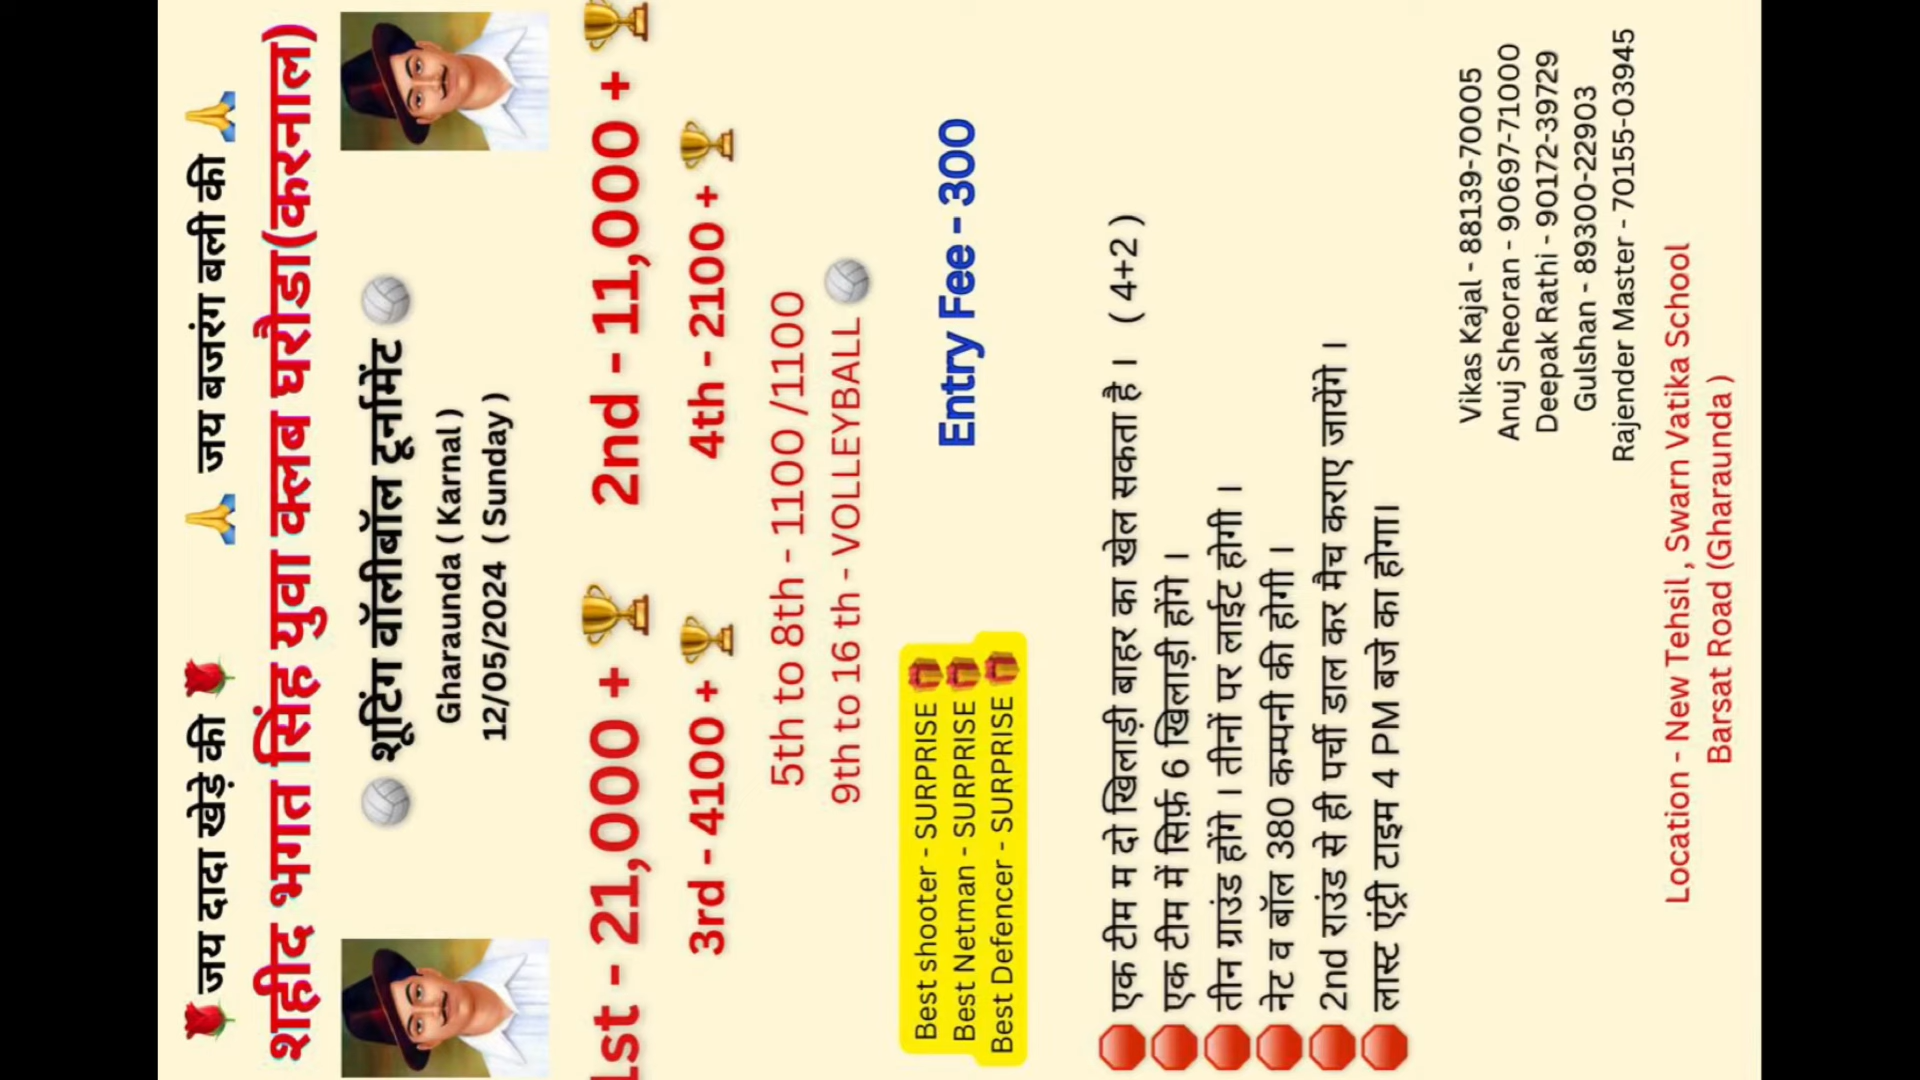 जय दादा खेड़े की जय बजरंग बली की
शहीद भगत सिंह युवा क्लब घरौंडा(करनाल)
शूटिंग वॉलीबॉल टूर्नामेंट
Gharaunda ( Karnal )
12/05/2024 ( Sunday )
1st - 21,000 + 2nd - 11,000 +
3rd - 4100 + 4th - 2100 +
5th to 8th - 1100 /1100
9th to 16 th - VOLLEYBALL
Best shooter - SURPRISE
Best Netman - SURPRISE
Best Defencer - SURPRISE
Entry Fee - 300
एक टीम म दो खिलाड़ी बाहर का खेल सकता है । ( 4+2 )
एक टीम में सिर्फ़ 6 खिलाड़ी होंगे ।
तीन ग्राउंड होंगे । तीनों पर लाईट होगी ।
नेट व बॉल 380 कम्पनी की होगी ।
2nd राउंड से ही पर्ची डाल कर मैच कराए जायेंगे ।
लास्ट एंट्री टाइम 4 PM बजे का होगा।
Vikas Kajal - 88139-70005
Anuj Sheoran - 90697-71000
Deepak Rathi - 90172-39729
Gulshan - 89300-22903
Rajender Master - 70155-03945
Location - New Tehsil , Swarn Vatika School
Barsat Road (Gharaunda )